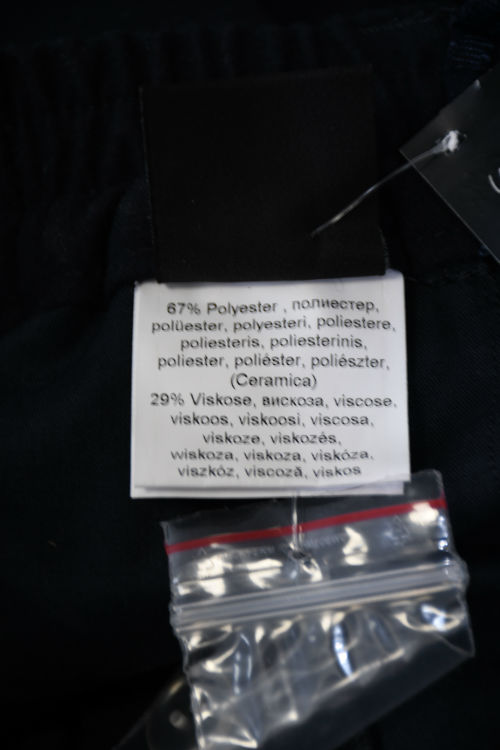 67% Polyester , полиестер,
polüester, polyesteri, poliestere,
poliesteris, poliesterinis,
poliester, poliéster, poliészter,
(Ceramica)
29% Viskose, вискоза, viscose,
viskoos, viskoosi, viscosa,
viskoze, viskozés,
wiskoza, viskoza, viskóza,
viszkóz, viscoză, viskos